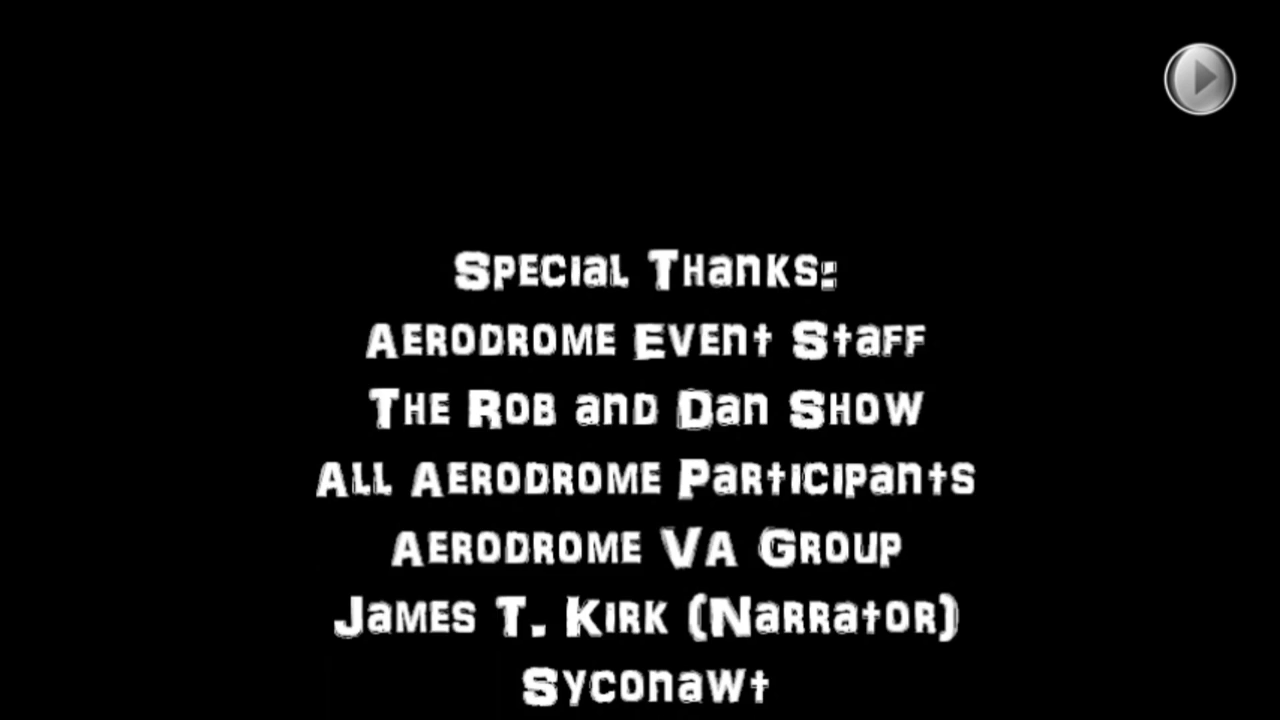 Special Thanks:
Aerodrome Event Staff
The Rob and Dan Show
All Aerodrome Participants
Aerodrome VA Group
James T. Kirk (Narrator)
Syconawt